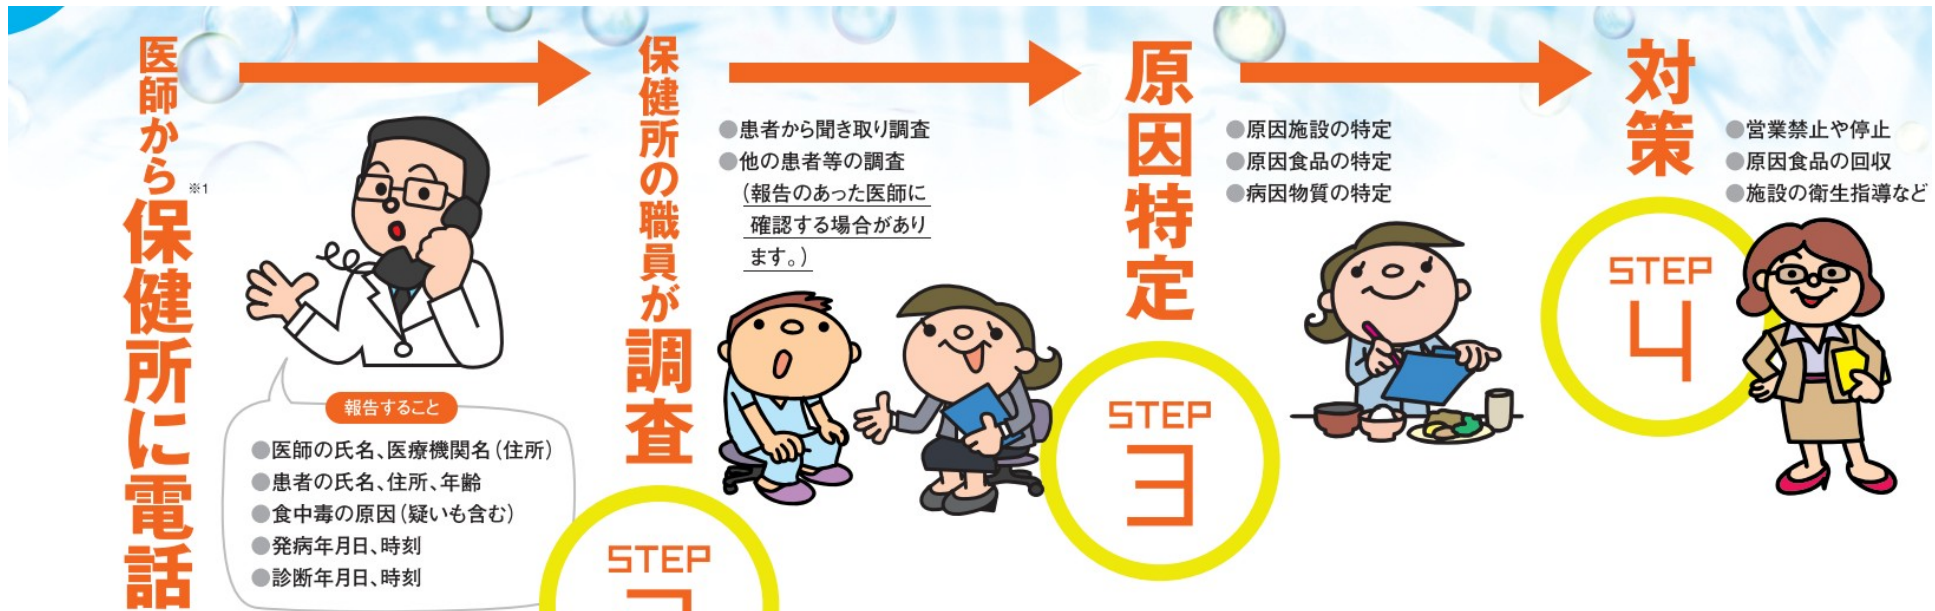 医師から保健所に電話
※1
報告すること
●医師の氏名、医療機関名(住所)
●患者の氏名、住所、年齢
●食中毒の原因(疑いも含む)
●発病年月日、時刻
●診断年月日、時刻
保健所の職員が調査
●患者から聞き取り調査
●他の患者等の調査
(報告のあった医師に
確認する場合があり
ます。)
STEP
原因特定
●原因施設の特定
●原因食品の特定
●病因物質の特定
STEP
3
対策
●営業禁止や停止
●原因食品の回収
●施設の衛生指導など
STEP
4